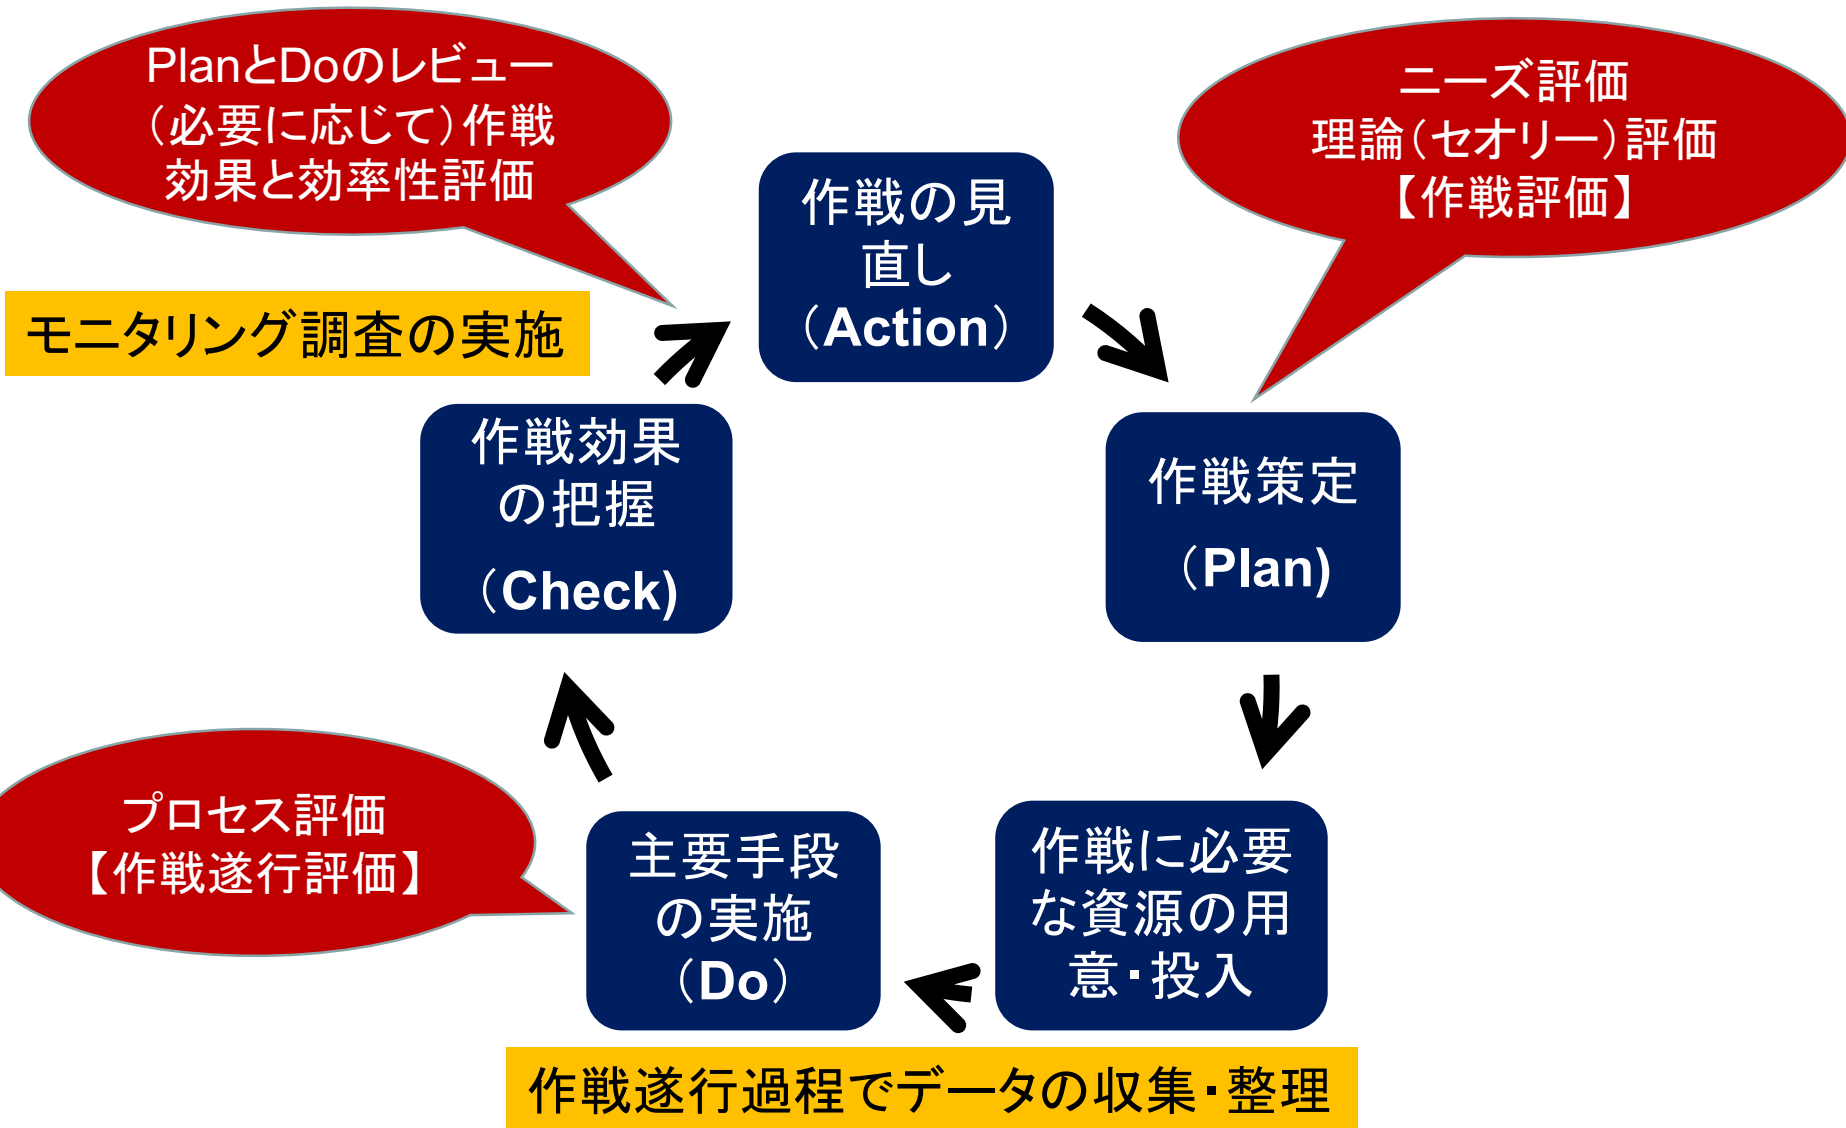 PlanとDoのレビュー
（必要に応じて）作戦
効果と効率性評価
ニーズ評価
理論（セオリー）評価
【作戦評価】
作戦の見
直し
（Action）
モニタリング調査の実施
作戦効果
の把握
（Check)
作戦策定
（Plan)
プロセス評価
【作戦遂行評価】
主要手段
の実施
（Do）
作戦に必要
な資源の用
意・投入
作戦遂行過程でデータの収集・整理